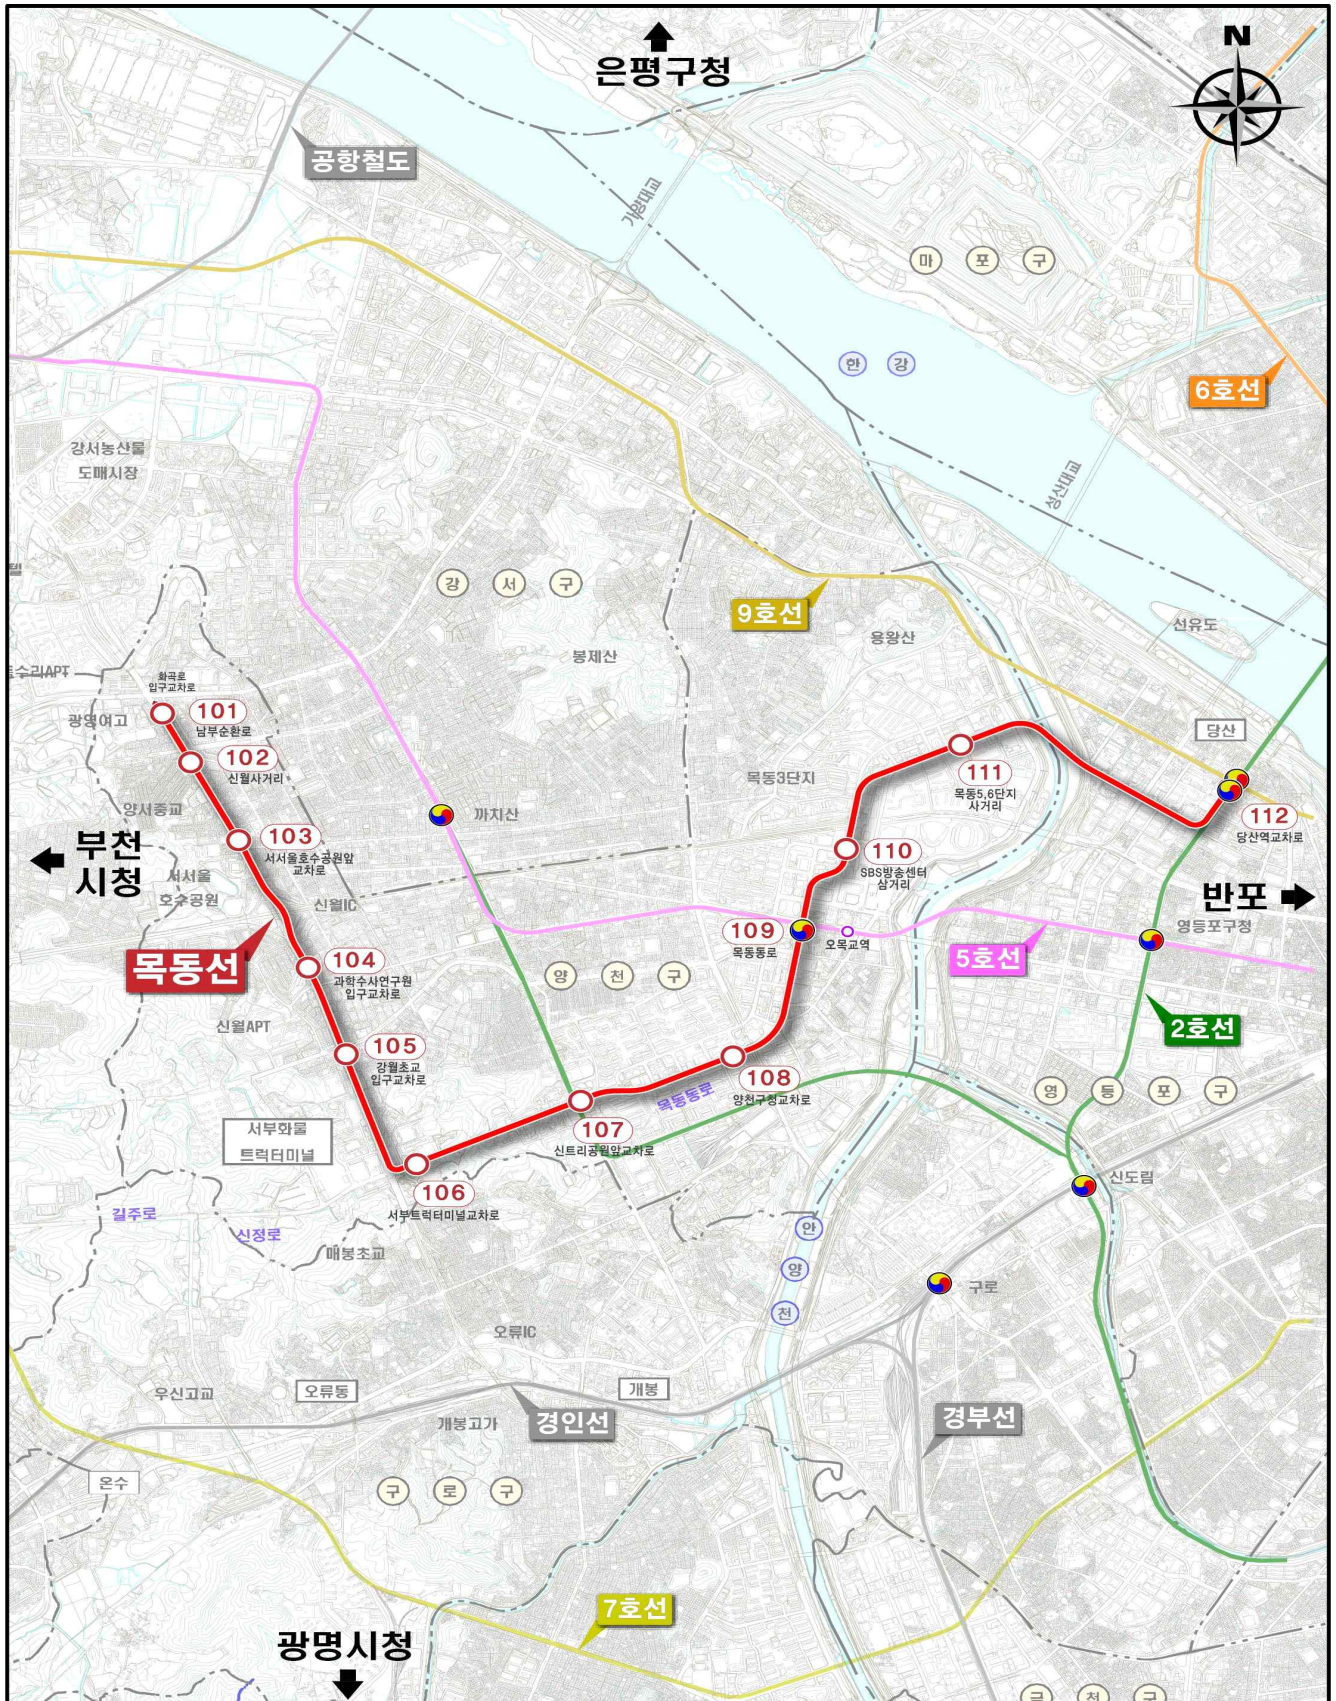 은평구청
N
공항철도
가양대교
마 포 구
한 강
6호선
강서농산물
도매시장
성산대교
강 서 구
9호선
선유도
용왕산
봉제산
수리APT
화곡로
입구교차로
101
남부순환로
광영여고
당산
102
신월사거리
111
목동5,6단지
사거리
목동3단지
양서중교
까치산
112
당산역교차로
103
서서울호수공원앞
교차로
부천
시청
110
SBS방송센터
삼거리
서서울
호수공원
신월IC
반포
109
목동동로
오목교역
영등포구청
목동선
5호선
104
과학수사연구원
입구교차로
양 천 구
신월APT
2호선
105
강월초교
입구교차로
108
양천구청교차로
목동동로
영 등 포 구
서부화물
트럭터미널
107
신트리공원앞교차로
신도림
106
서부트럭터미널교차로
길주로
신정로
매봉초교
안
양
천
구로
오류IC
우신고교
오류동
개봉
개봉고가
경인선
경부선
온수
구 로 구
7호선
광명시청
금 천 구